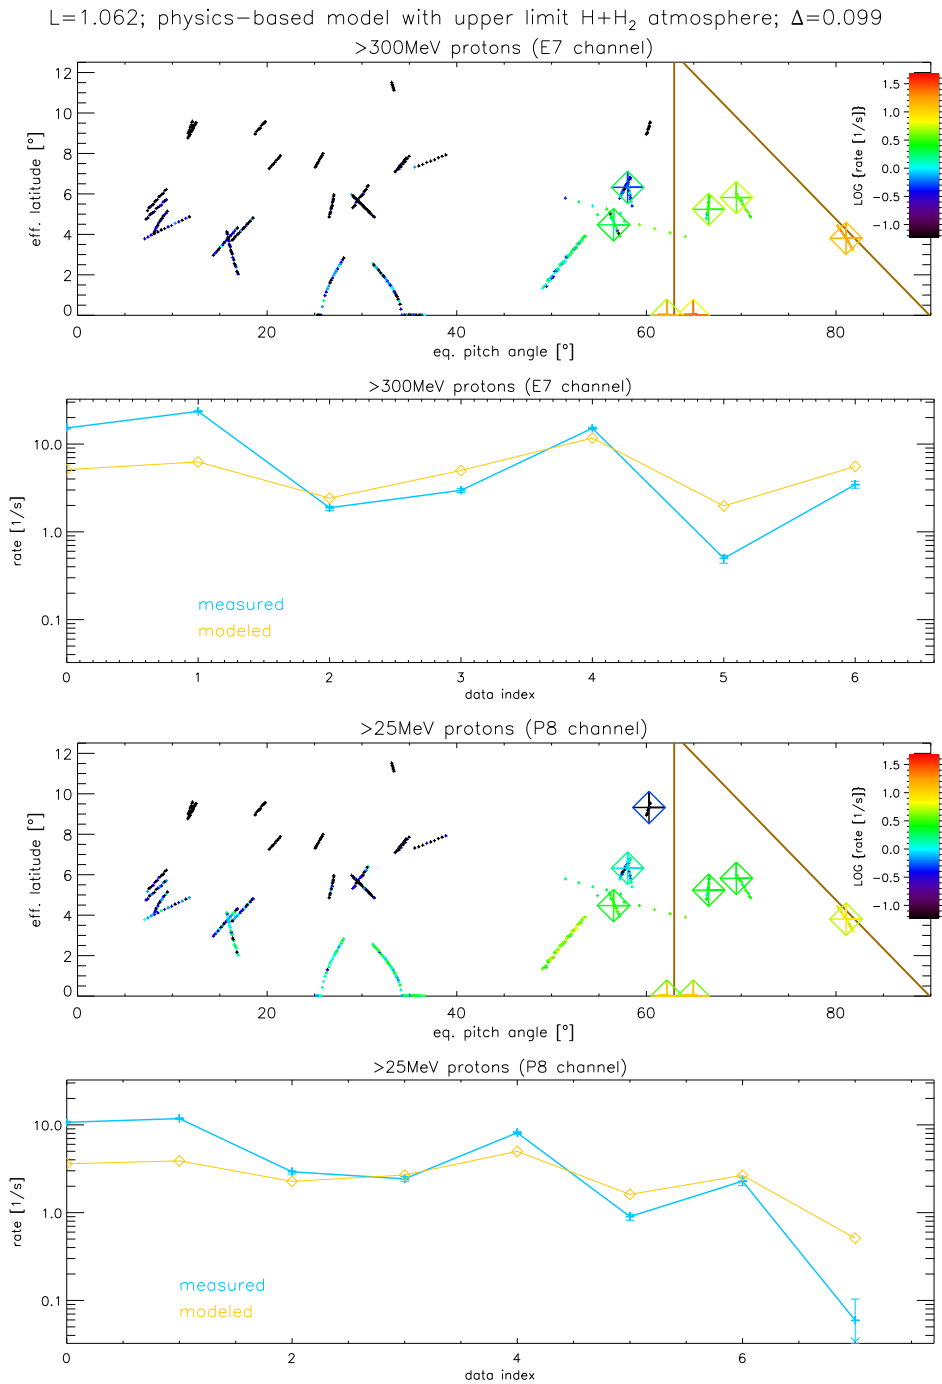 L=1.062; physics-based model with upper limit H+H₂ atmosphere; Δ=0.099
>300MeV protons (E7 channel)
12
10
8
6
4
2
0
eff. latitude [°]
0 20 40 60 80
eq. pitch angle [°]
LOG {rate [1/s]}
1.5
1.0
0.5
0.0
-0.5
-1.0
>300MeV protons (E7 channel)
10.0
1.0
0.1
rate [1/s]
measured
modeled
0 1 2 3 4 5 6
data index
>25MeV protons (P8 channel)
12
10
8
6
4
2
0
eff. latitude [°]
0 20 40 60 80
eq. pitch angle [°]
LOG {rate [1/s]}
1.5
1.0
0.5
0.0
-0.5
-1.0
>25MeV protons (P8 channel)
10.0
1.0
0.1
rate [1/s]
measured
modeled
0 2 4 6
data index